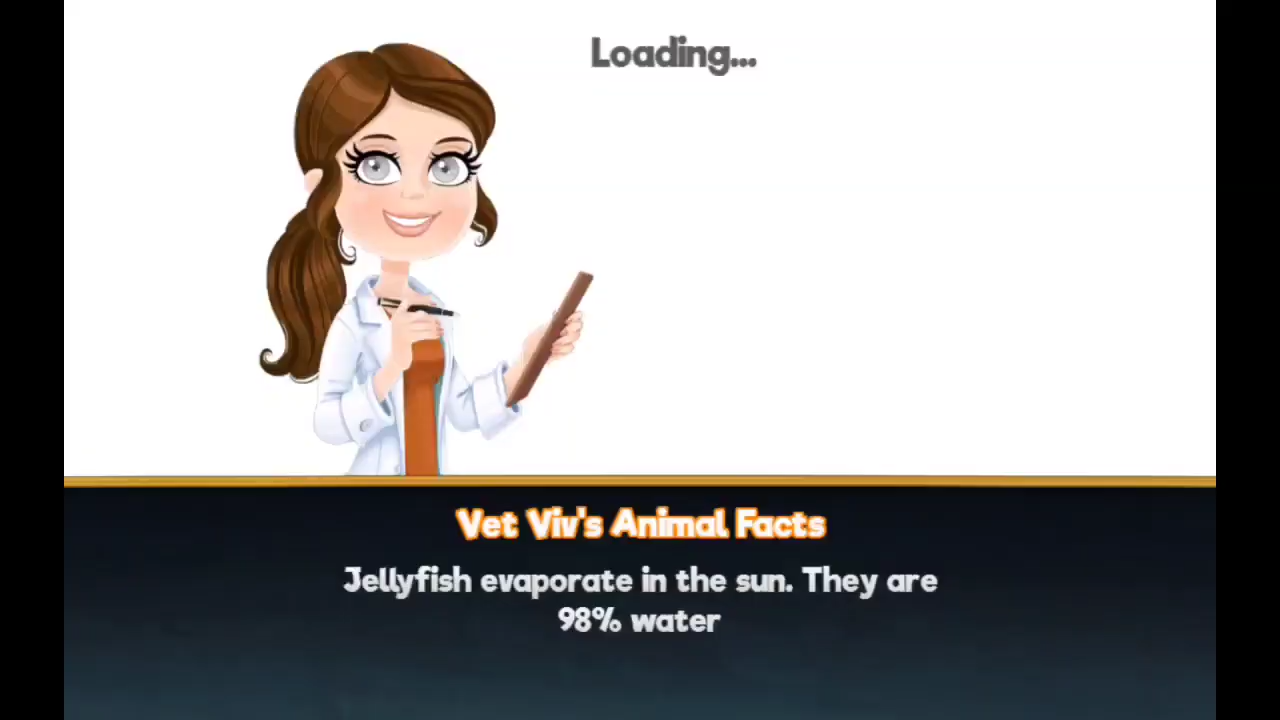 Loading...
Vet Viv's Animal Facts
Jellyfish evaporate in the sun. They are
98% water